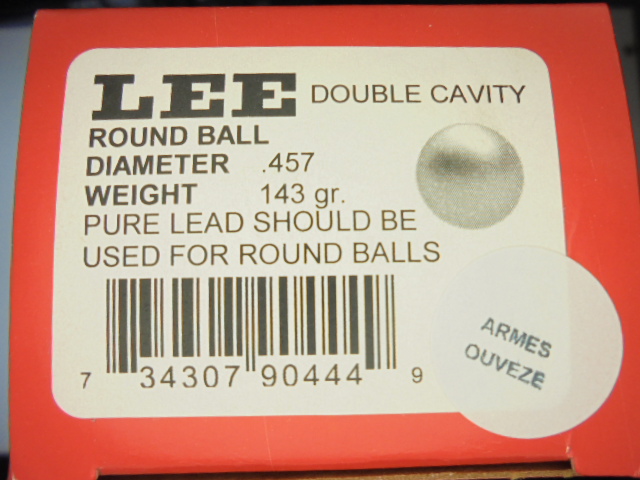 LEE DOUBLE CAVITY
ROUND BALL
DIAMETER .457
WEIGHT 143 gr.
PURE LEAD SHOULD BE
USED FOR ROUND BALLS
7 34307 90444 9
ARMES
OUVEZE